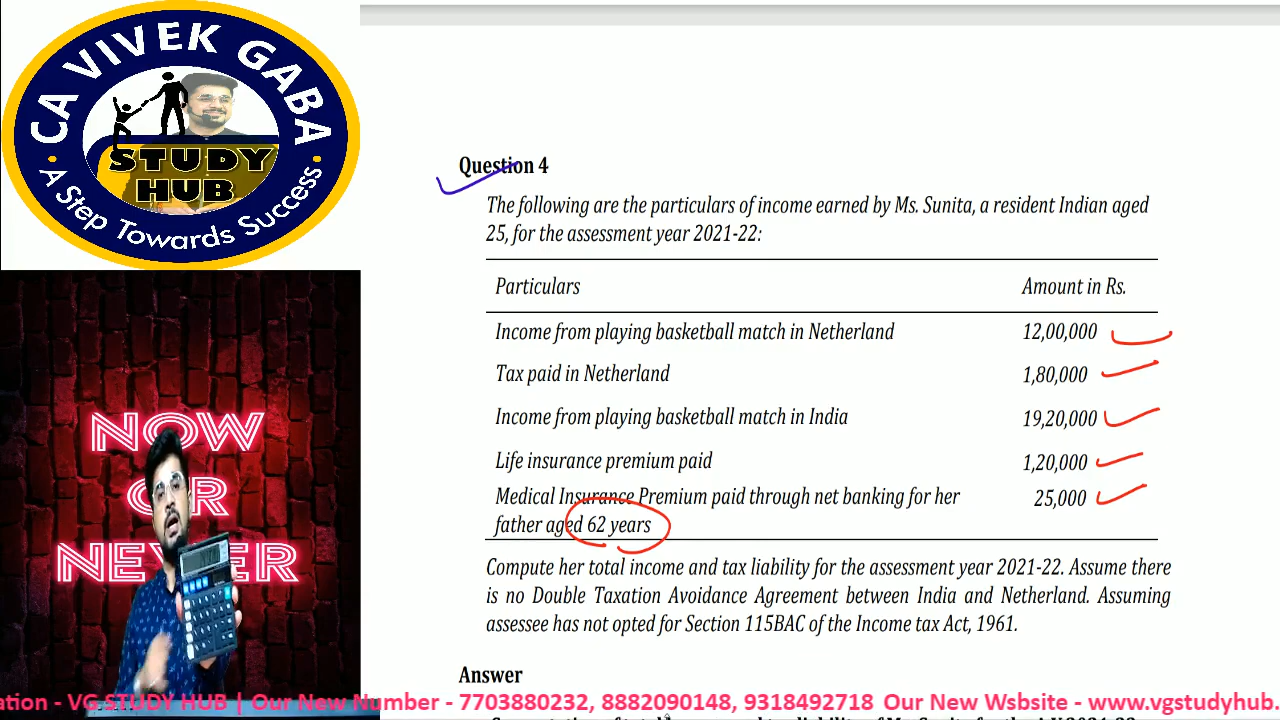 CA VIVEK GABA
STUDY
HUB
A Step Towards Success
NOW
OR
NEVER
Question 4
The following are the particulars of income earned by Ms. Sunita, a resident Indian aged
25, for the assessment year 2021-22:
Particulars Amount in Rs.
Income from playing basketball match in Netherland 12,00,000
Tax paid in Netherland 1,80,000
Income from playing basketball match in India 19,20,000
Life insurance premium paid 1,20,000
Medical Insurance Premium paid through net banking for her 25,000
father aged 62 years
Compute her total income and tax liability for the assessment year 2021-22. Assume there
is no Double Taxation Avoidance Agreement between India and Netherland. Assuming
assessee has not opted for Section 115BAC of the Income tax Act, 1961.
Answer
ation - VG STUDY HUB | Our New Number - 7703880232, 8882090148, 9318492718 Our New Wsbsite - www.vgstudyhub.